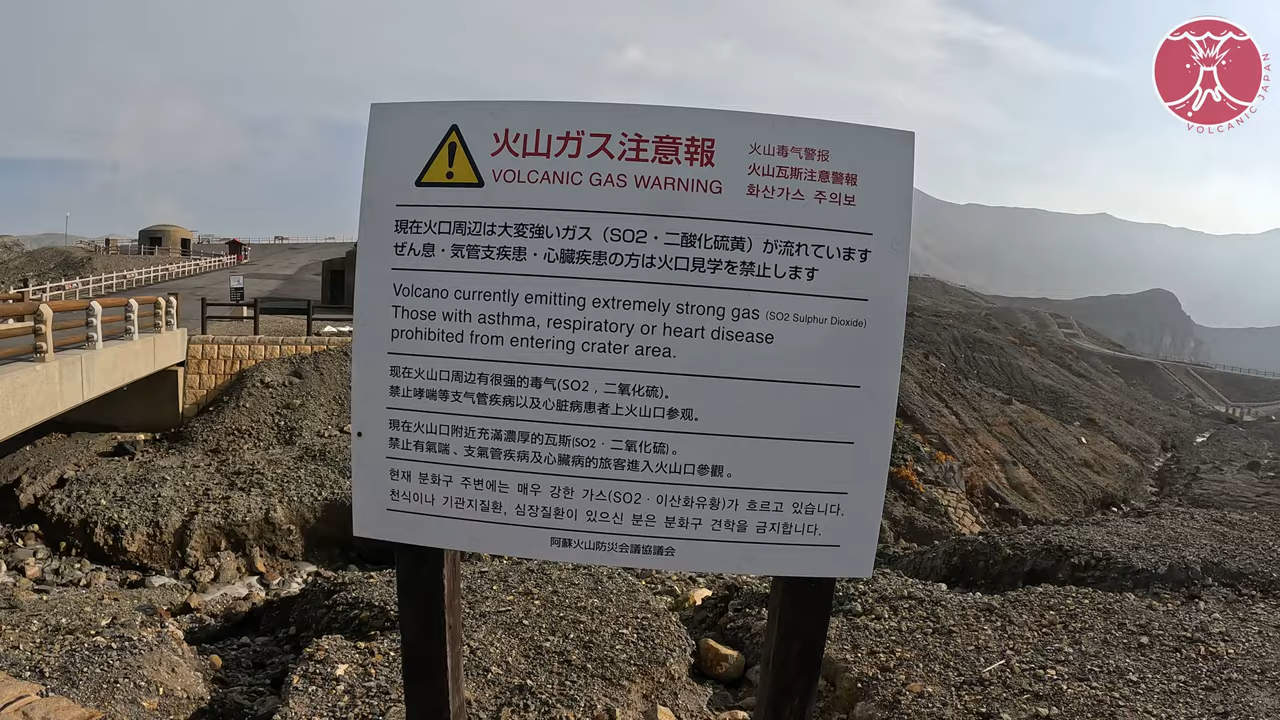 火山ガス注意報
VOLCANIC GAS WARNING
火山毒气警报
火山瓦斯注意警報
화산가스 주의보
現在火口周辺は大変強いガス（SO2・二酸化硫黄）が流れています
ぜん息・気管支疾患・心臓疾患の方は火口見学を禁止します
Volcano currently emitting extremely strong gas (SO2 Sulphur Dioxide)
Those with asthma, respiratory or heart disease
prohibited from entering crater area.
现在火山口周边有很强的毒气(SO2，二氧化硫)。
禁止哮喘等支气管疾病以及心脏病患者上火山口参观。
現在火山口附近充滿濃厚的瓦斯(SO2・二氧化硫)。
禁止有氣喘、支氣管疾病及心臟病的旅客進入火山口參觀。
현재 분화구 주변에는 매우 강한 가스(SO2・이산화유황)가 흐르고 있습니다.
천식이나 기관지질환, 심장질환이 있으신 분은 분화구 견학을 금지합니다.
阿蘇火山防災会議協議会
VOLCANIC JAPAN